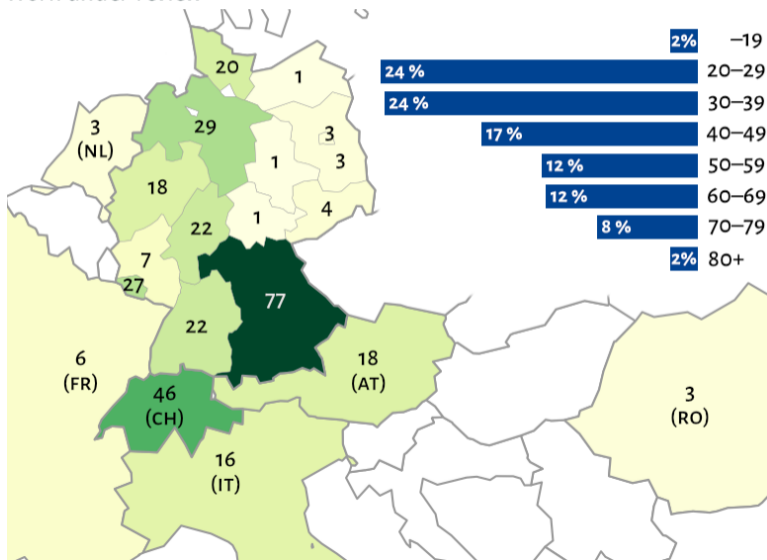 2% –19
24 % 20–29
24 % 30–39
17 % 40–49
12 % 50–59
12 % 60–69
8 % 70–79
2% 80+
20
1
29
3
(NL)
3
3
1
18
4
1
22
7
27
77
22
18
(AT)
6
(FR)
46
(CH)
3
(RO)
16
(IT)